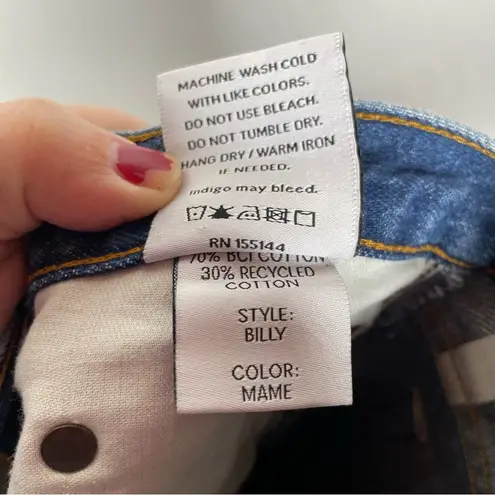 MACHINE WASH COLD
WITH LIKE COLORS.
DO NOT USE BLEACH.
DO NOT TUMBLE DRY.
HANG DRY / WARM IRON
IF NEEDED.
Indigo may bleed.
RN 155144
70% BCI COTTON
30% RECYCLED
COTTON
STYLE:
BILLY
COLOR:
MAME